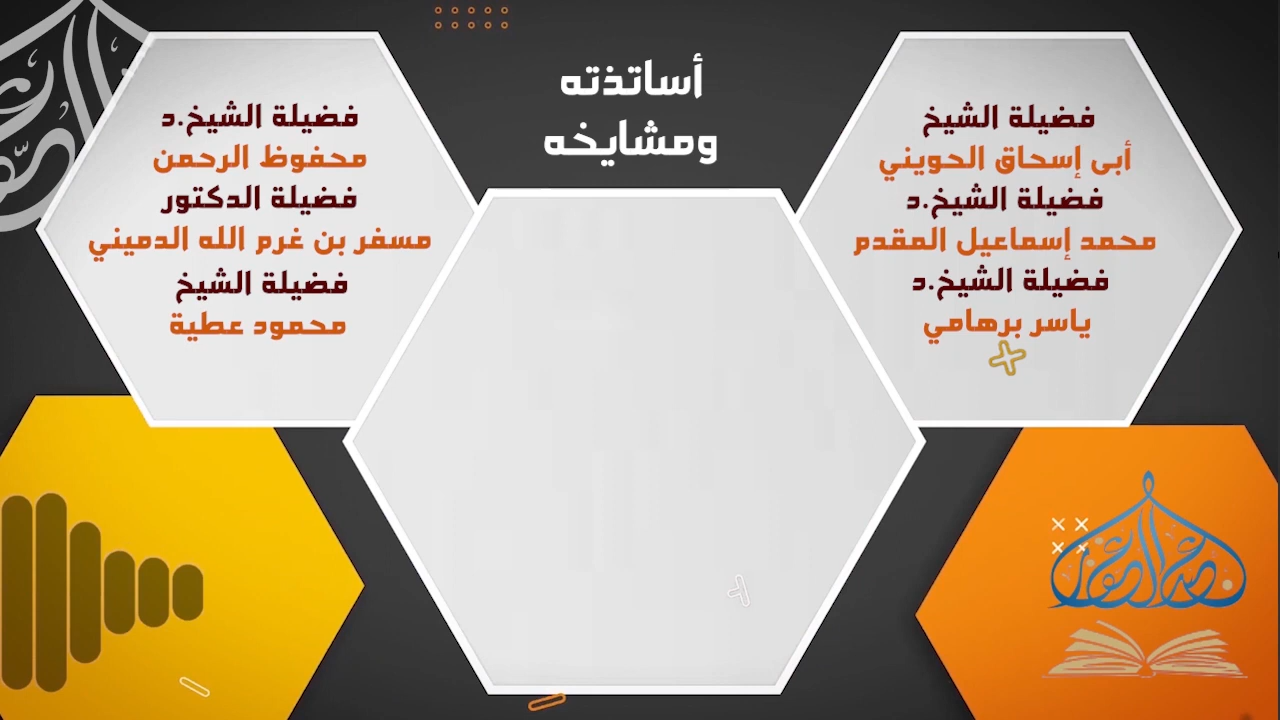 أساتذته
ومشايخه
فضيلة الشيخ
أبى إسحاق الحويني
فضيلة الشيخ.د
محمد إسماعيل المقدم
فضيلة الشيخ.د
ياسر برهامي
فضيلة الشيخ.د
محفوظ الرحمن
فضيلة الدكتور
مسفر بن غرم الله الدميني
فضيلة الشيخ
محمود عطية